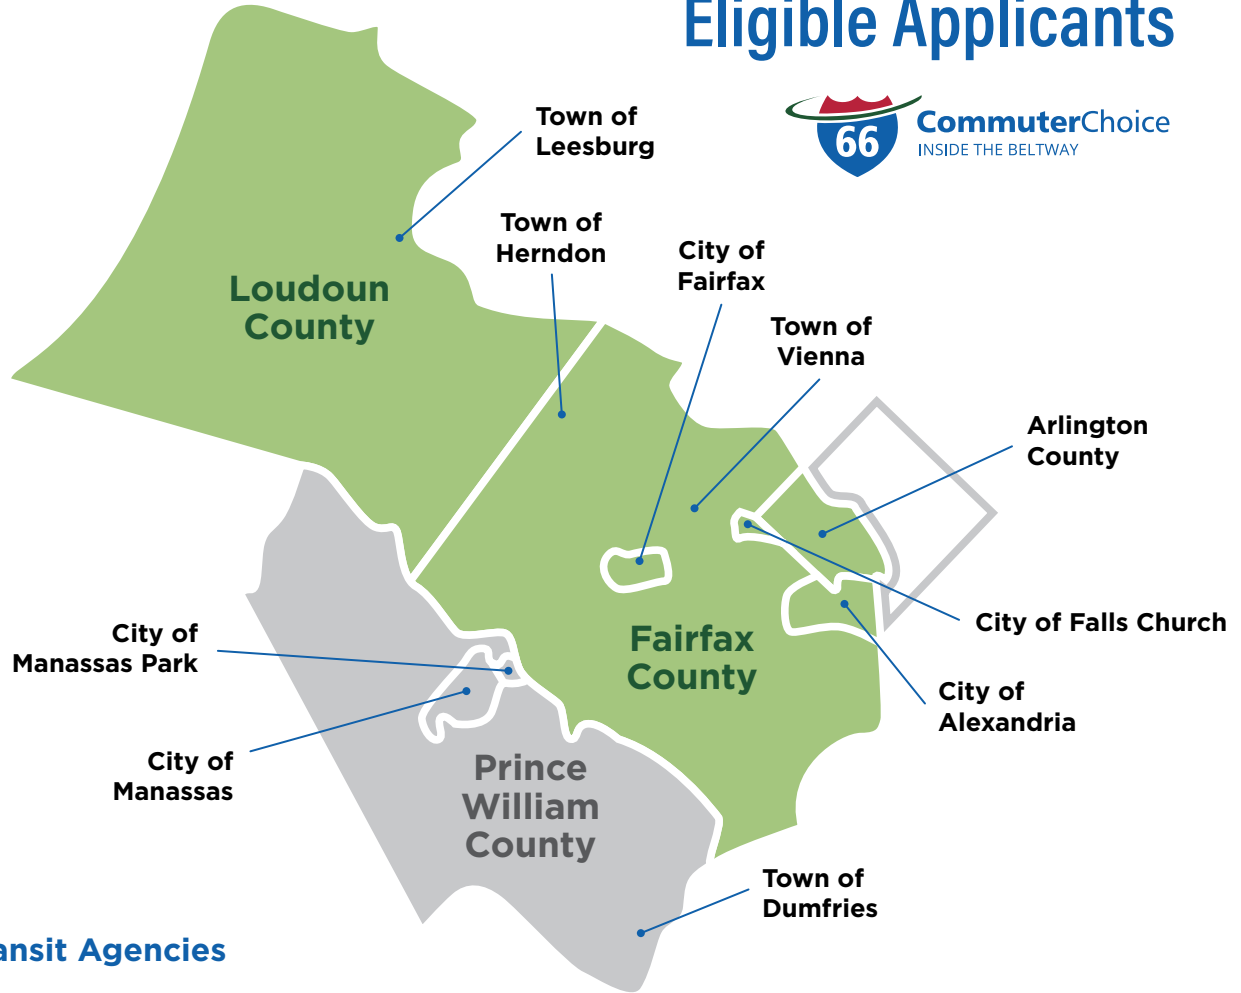 Eligible Applicants
66
CommuterChoice
INSIDE THE BELTWAY
Town of
Leesburg
Town of
Herndon
City of
Fairfax
Town of
Vienna
Loudoun
County
Arlington
County
City of Falls Church
City of
Manassas Park
Fairfax
County
City of
Alexandria
City of
Manassas
Prince
William
County
Town of
Dumfries
ansit Agencies